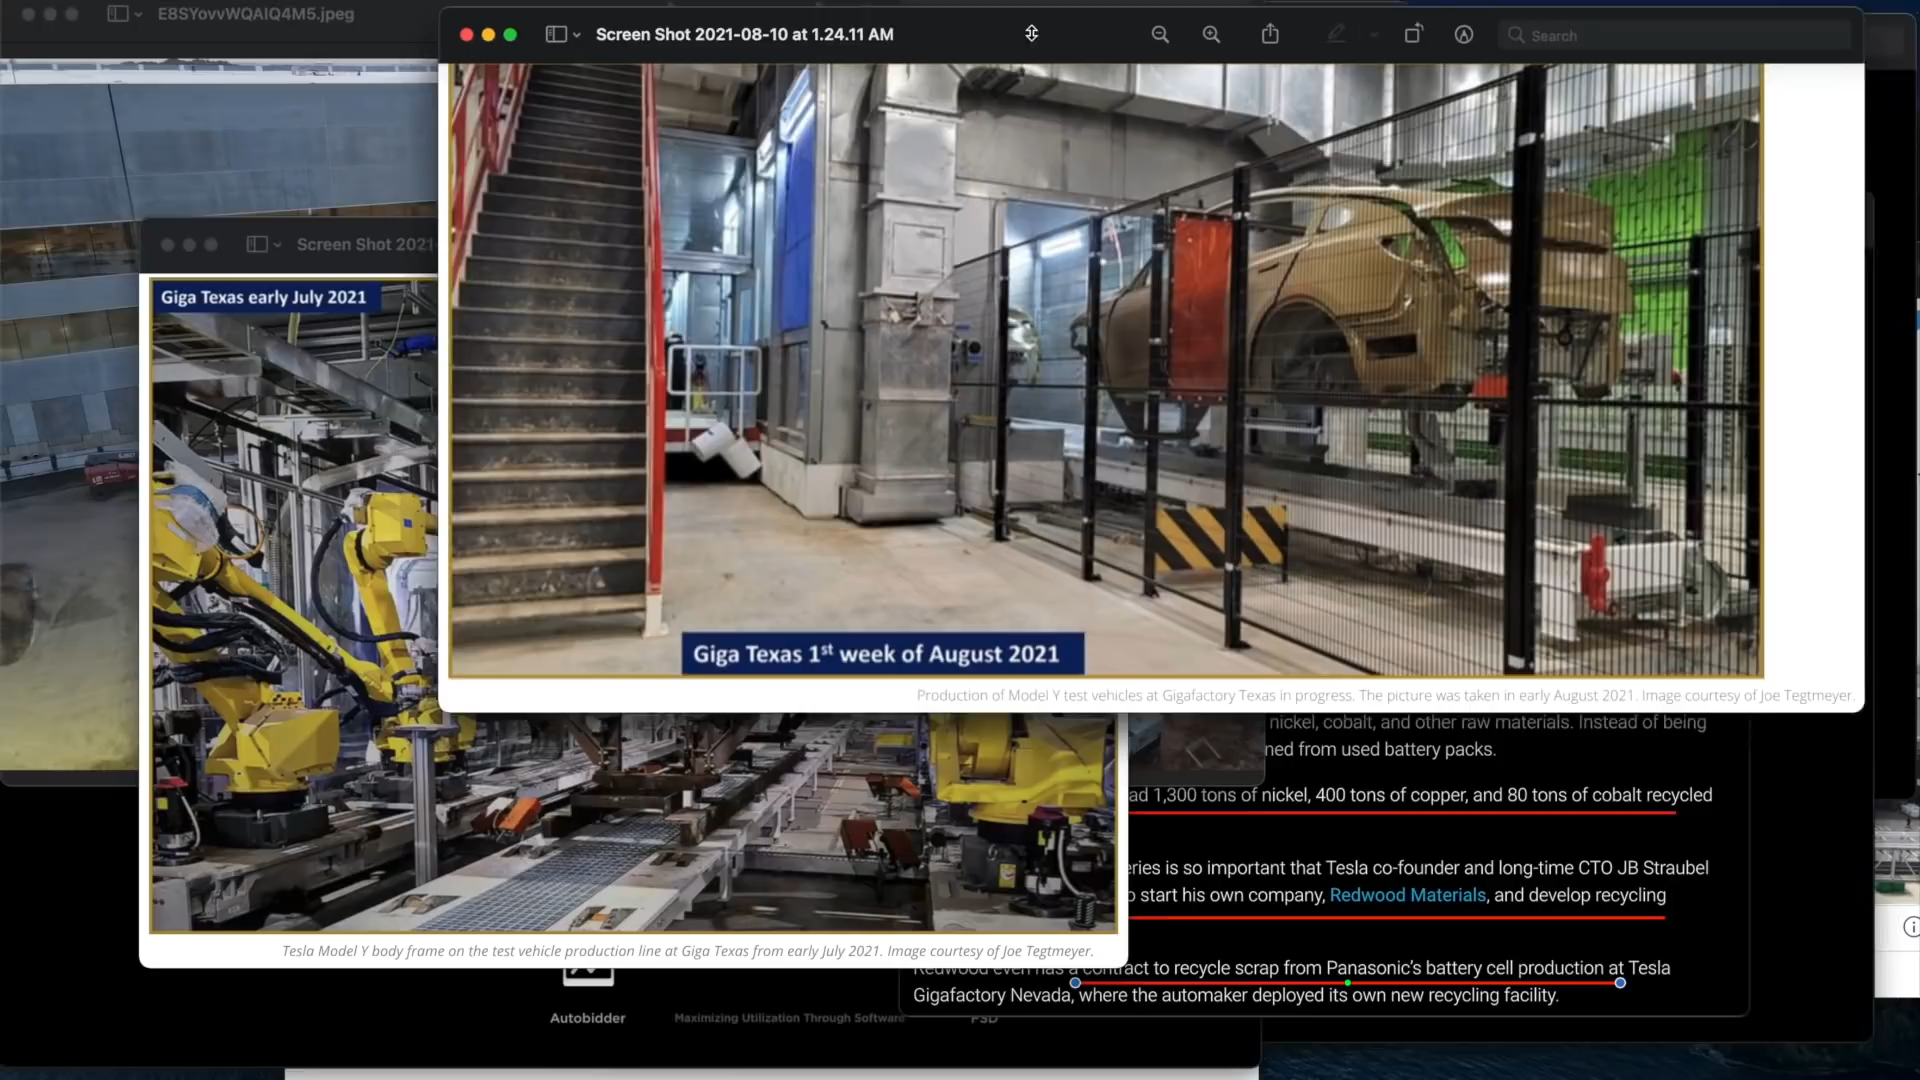 E8SYovvWQAIQ4M5.jpeg
Screen Shot 2021-08-10 at 1.24.11 AM
Search
Screen Shot 2021
Giga Texas early July 2021
Giga Texas 1st week of August 2021
Production of Model Y test vehicles at Gigafactory Texas in progress. The picture was taken in early August 2021. Image courtesy of Joe Tegtmeyer.
nickel, cobalt, and other raw materials. Instead of being
ned from used battery packs.
ad 1,300 tons of nickel, 400 tons of copper, and 80 tons of cobalt recycled
eries is so important that Tesla co-founder and long-time CTO JB Straubel
o start his own company, Redwood Materials, and develop recycling
Tesla Model Y body frame on the test vehicle production line at Giga Texas from early July 2021. Image courtesy of Joe Tegtmeyer.
Redwood even has a contract to recycle scrap from Panasonic's battery cell production at Tesla
Gigafactory Nevada, where the automaker deployed its own new recycling facility.
Autobidder
Maximizing Utilization Through Software
FSD